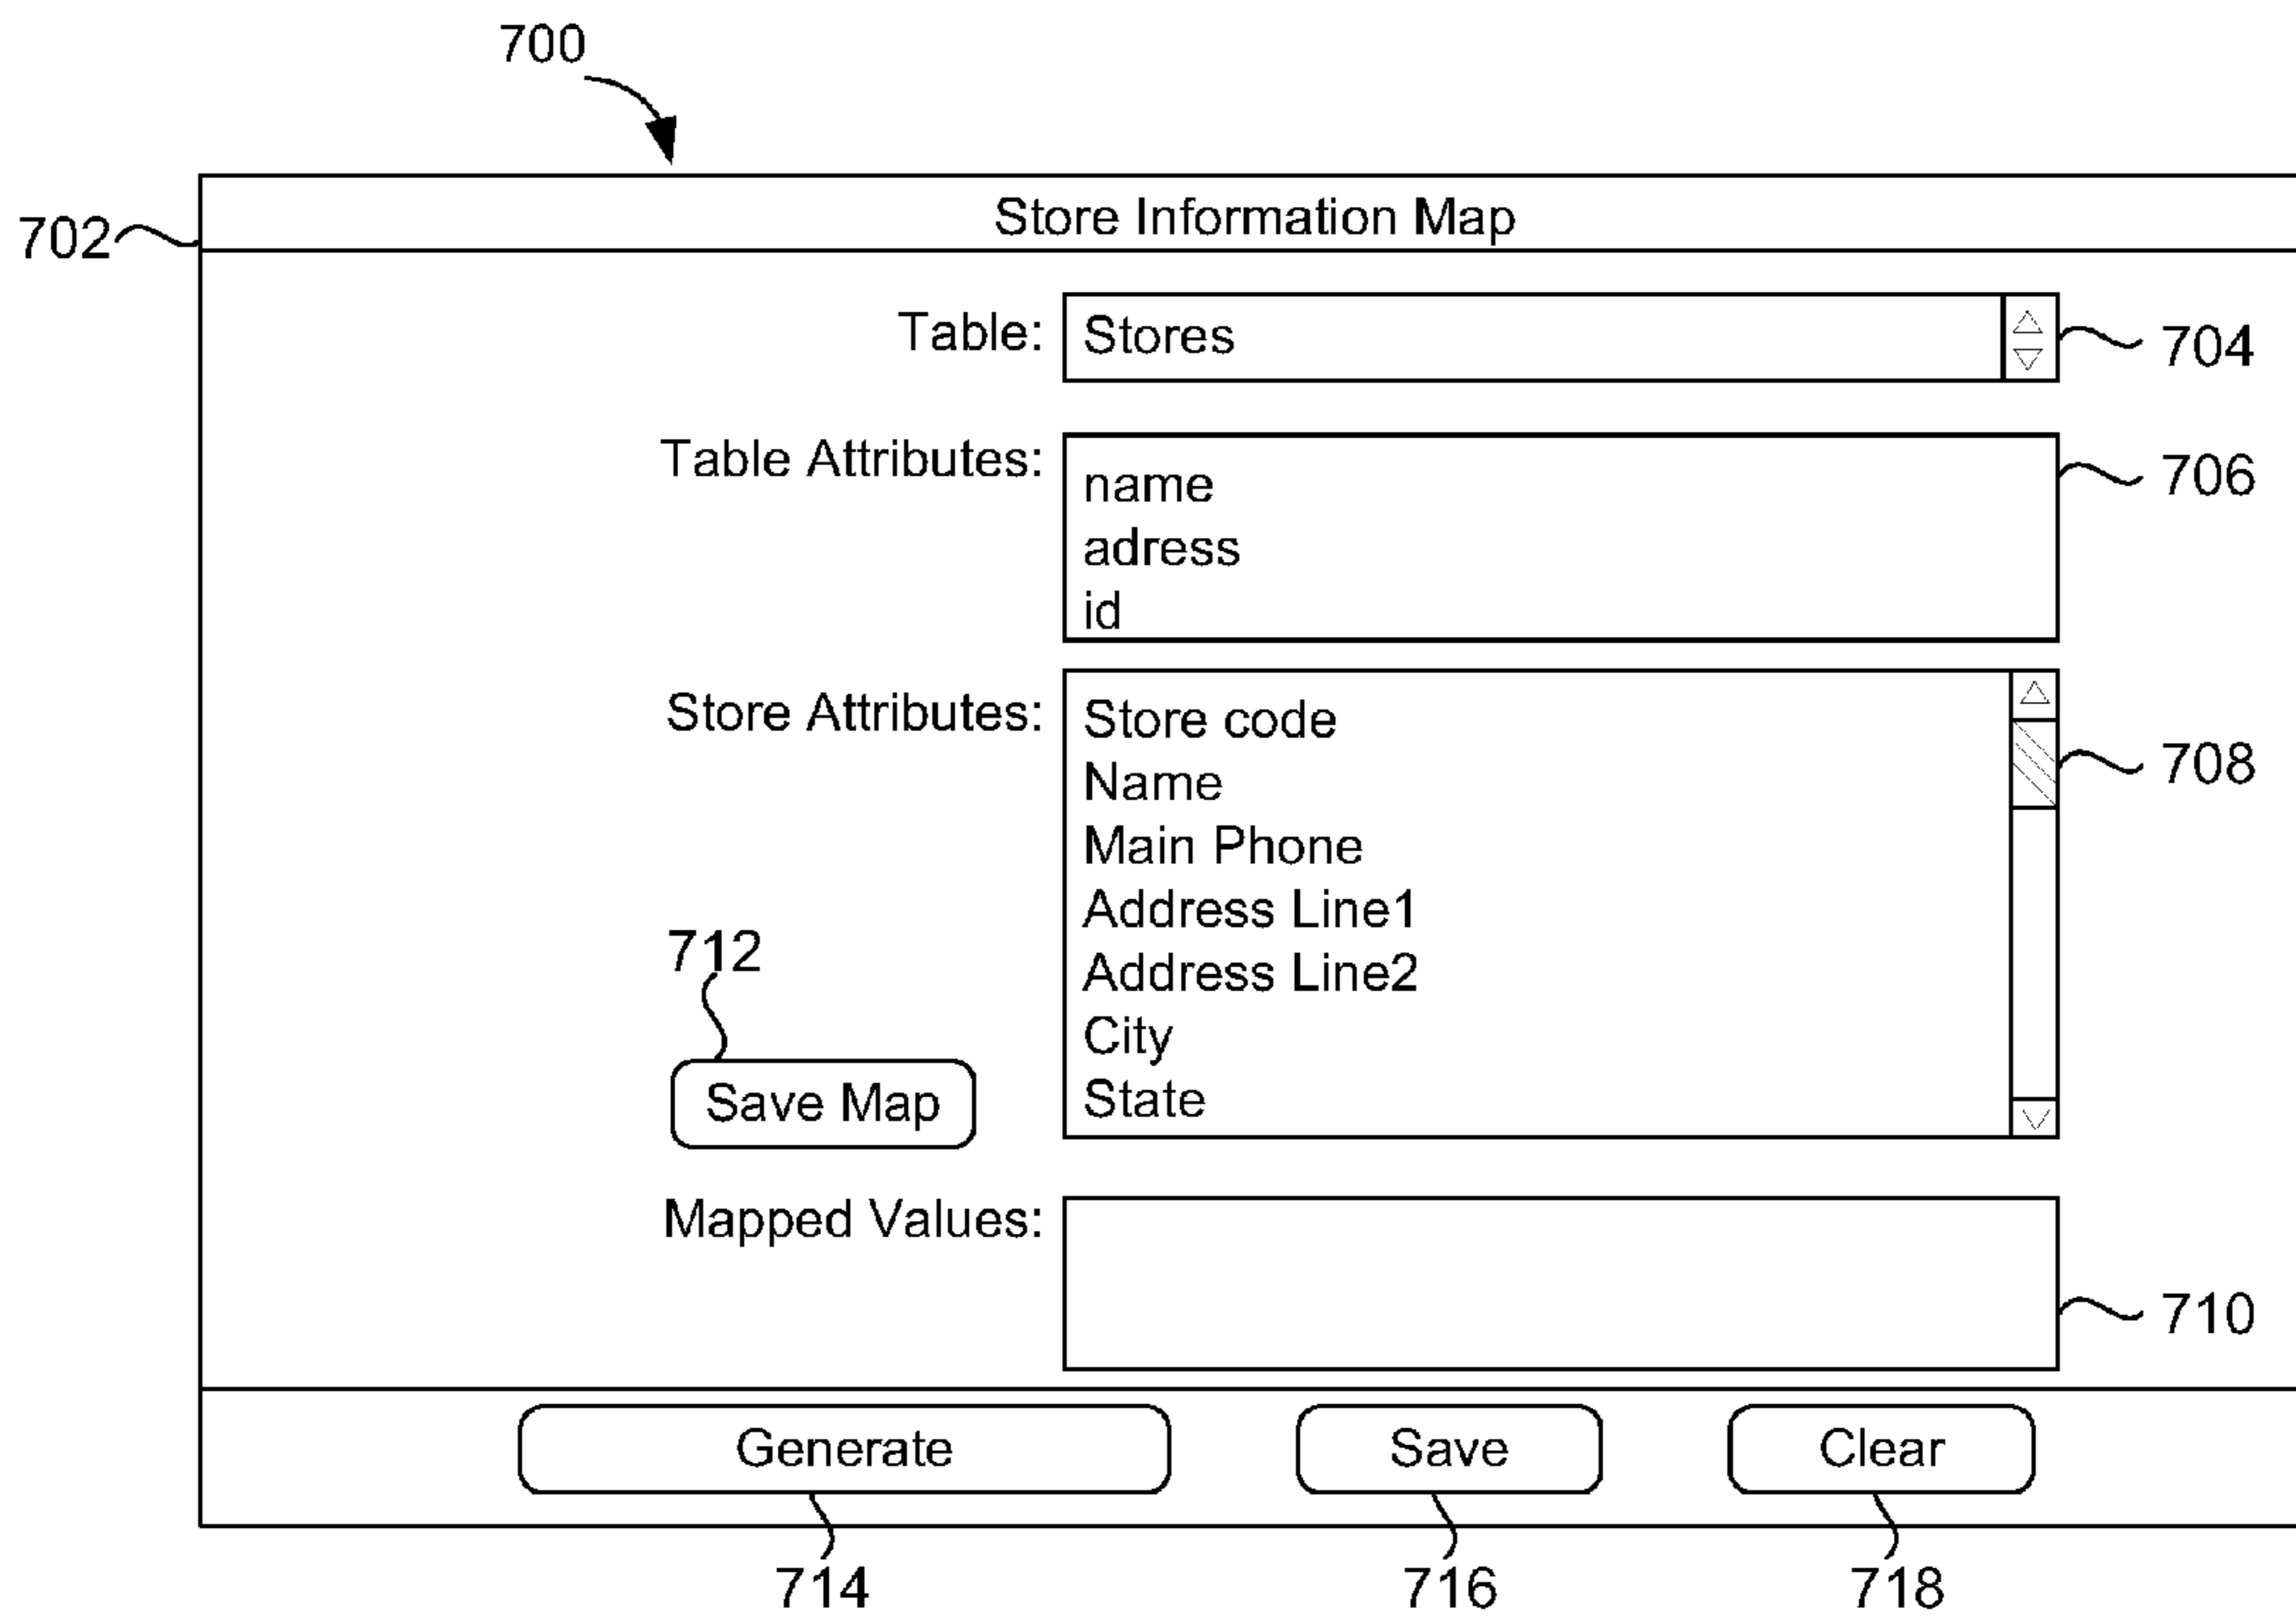 700
Store Information Map
702
Table: Stores 704
Table Attributes: 706
name
adress
id
Store Attributes: Store code
Name
708
Main Phone
Address Line1
712
Address Line2
City
Save Map
State
Mapped Values:
710
Generate Save Clear
714 716 718